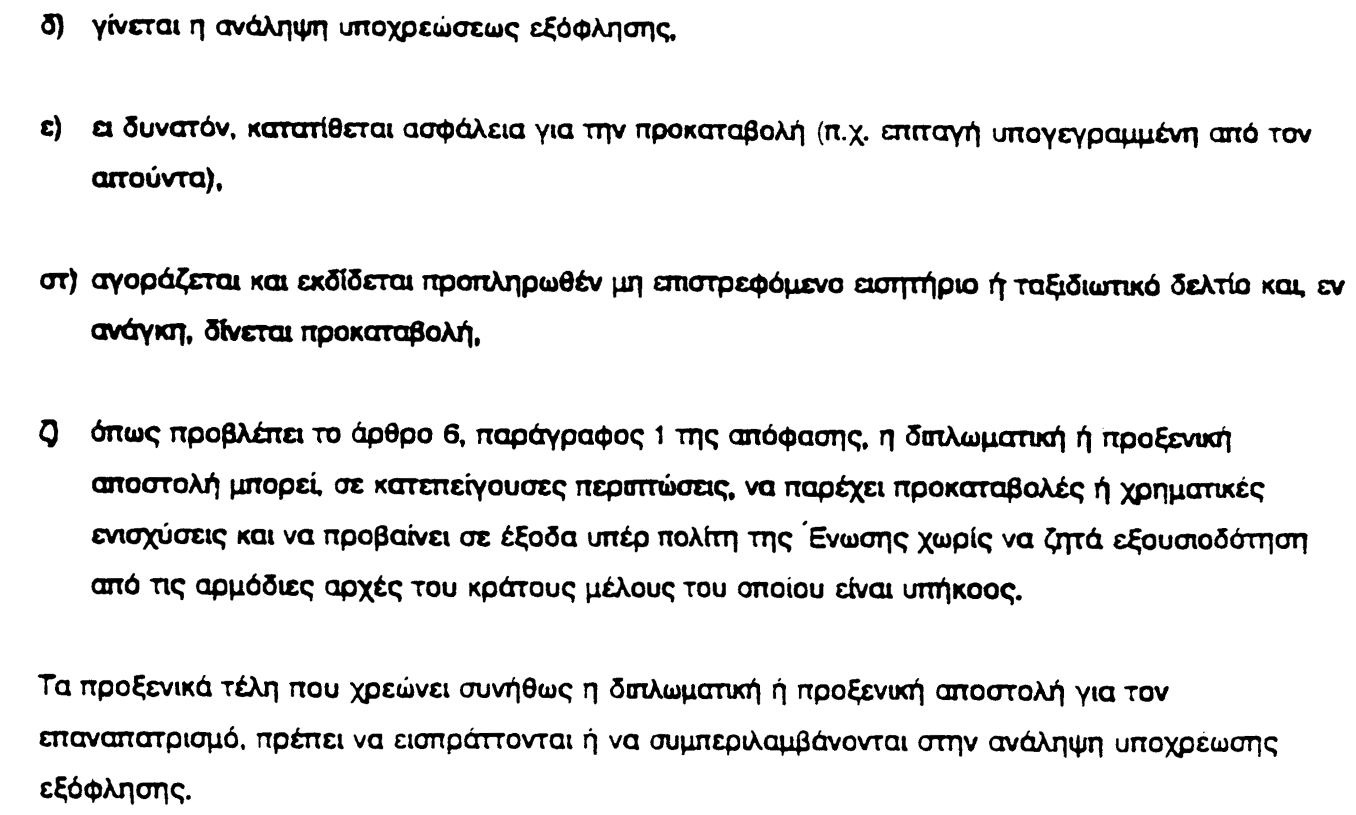 δ) γίνεται η ανάληψη υποχρεώσεως εξόφλησης,
ε) ει δυνατόν, κατατίθεται ασφάλεια για την προκαταβολή (π.χ. επιταγή υπογεγραμμένη από τον
αιτούντα),
στ) αγοράζεται και εκδίδεται προπληρωθέν μη επιστρεφόμενο εισητήριο ή ταξιδιωτικό δελτίο και, εν
ανάγκη, δίνεται προκαταβολή,
ζ) όπως προβλέπει το άρθρο 6, παράγραφος 1 της απόφασης, η διπλωματική ή προξενική
αποστολή μπορεί, σε κατεπείγουσες περιπτώσεις, να παρέχει προκαταβολές ή χρηματικές
ενισχύσεις και να προβαίνει σε έξοδα υπέρ πολίτη της Ένωσης χωρίς να ζητά εξουσιοδότηση
από τις αρμόδιες αρχές του κράτους μέλους του οποίου είναι υπήκοος.
Τα προξενικά τέλη που χρεώνει συνήθως η διπλωματική ή προξενική αποστολή για τον
επαναπατρισμό, πρέπει να εισπράττονται ή να συμπεριλαμβάνονται στην ανάληψη υποχρέωσης
εξόφλησης.